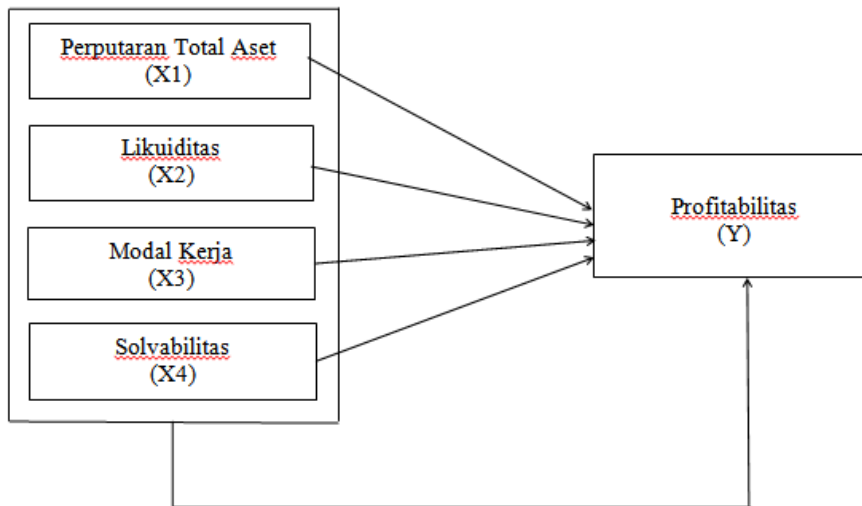 Perputaran Total Aset
(X1)
Likuiditas
(X2)
Modal Kerja
(X3)
Solvabilitas
(X4)
Profitabilitas
(Y)